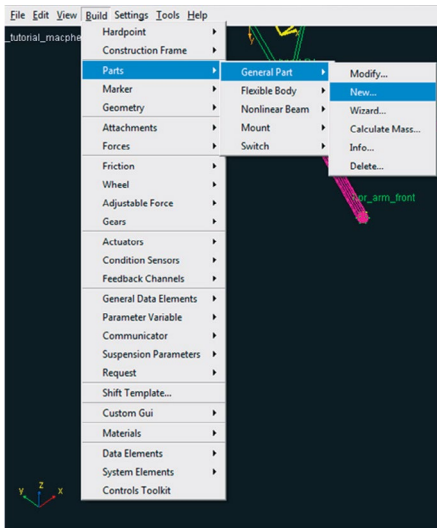 File Edit View Build Settings Tools Help
_tutorial_macphe
Hardpoint
Construction Frame
Parts
Marker
Geometry
Attachments
Forces
Friction
Wheel
Adjustable Force
Gears
Actuators
Condition Sensors
Feedback Channels
General Data Elements
Parameter Variable
Communicator
Suspension Parameters
Request
Shift Template...
Custom Gui
Materials
Data Elements
System Elements
Controls Toolkit
General Part
Flexible Body
Nonlinear Beam
Mount
Switch
Modify...
New...
Wizard...
Calculate Mass...
Info...
Delete...
_arm_front
y z x